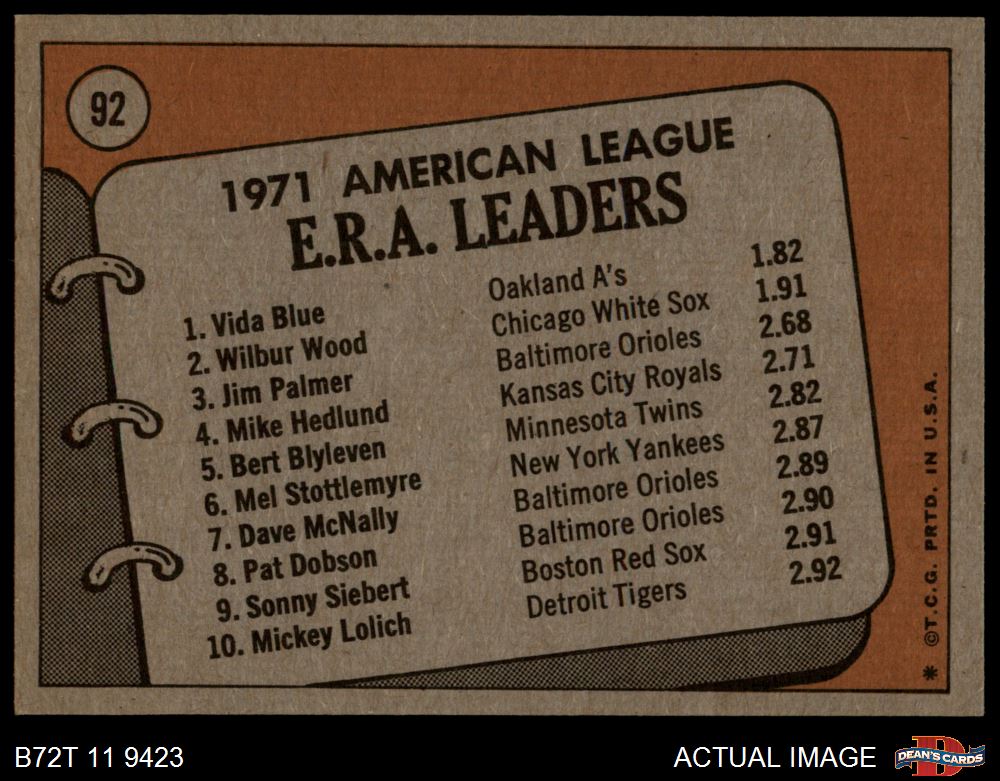 92
1971 AMERICAN LEAGUE
E.R.A. LEADERS
1. Vida Blue Oakland A's 1.82
2. Wilbur Wood Chicago White Sox 1.91
3. Jim Palmer Baltimore Orioles 2.68
4. Mike Hedlund Kansas City Royals 2.71
5. Bert Blyleven Minnesota Twins 2.82
6. Mel Stottlemyre New York Yankees 2.87
7. Dave McNally Baltimore Orioles 2.89
8. Pat Dobson Baltimore Orioles 2.90
9. Sonny Siebert Boston Red Sox 2.91
10. Mickey Lolich Detroit Tigers 2.92
* ©T.C.G. PRTD. IN U.S.A.
B72T 11 9423
ACTUAL IMAGE
D
DEAN'S CARDS